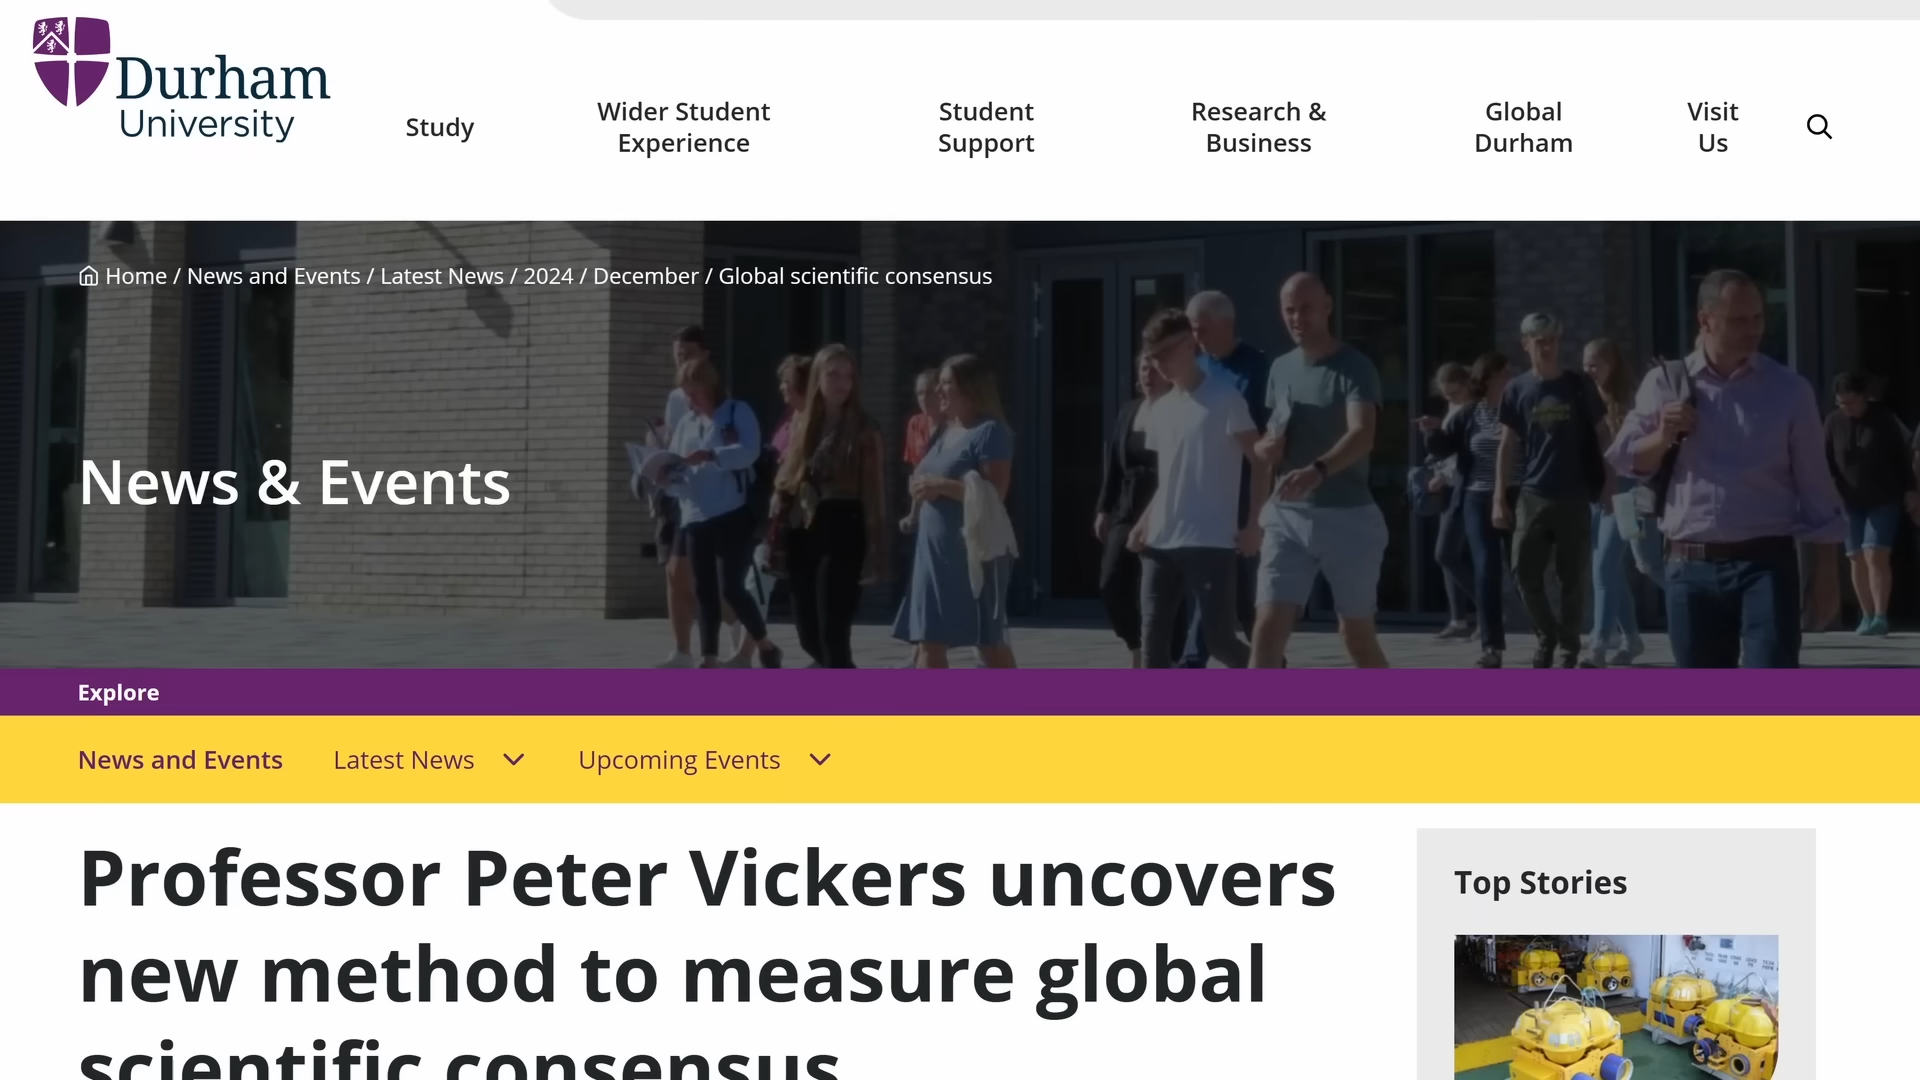 Durham
University
Study
Wider Student
Experience
Student
Support
Research &
Business
Global
Durham
Visit
Us
Home / News and Events / Latest News / 2024 / December / Global scientific consensus
News & Events
Explore
News and Events
Latest News
Upcoming Events
Professor Peter Vickers uncovers
new method to measure global
scientific consensus
Top Stories